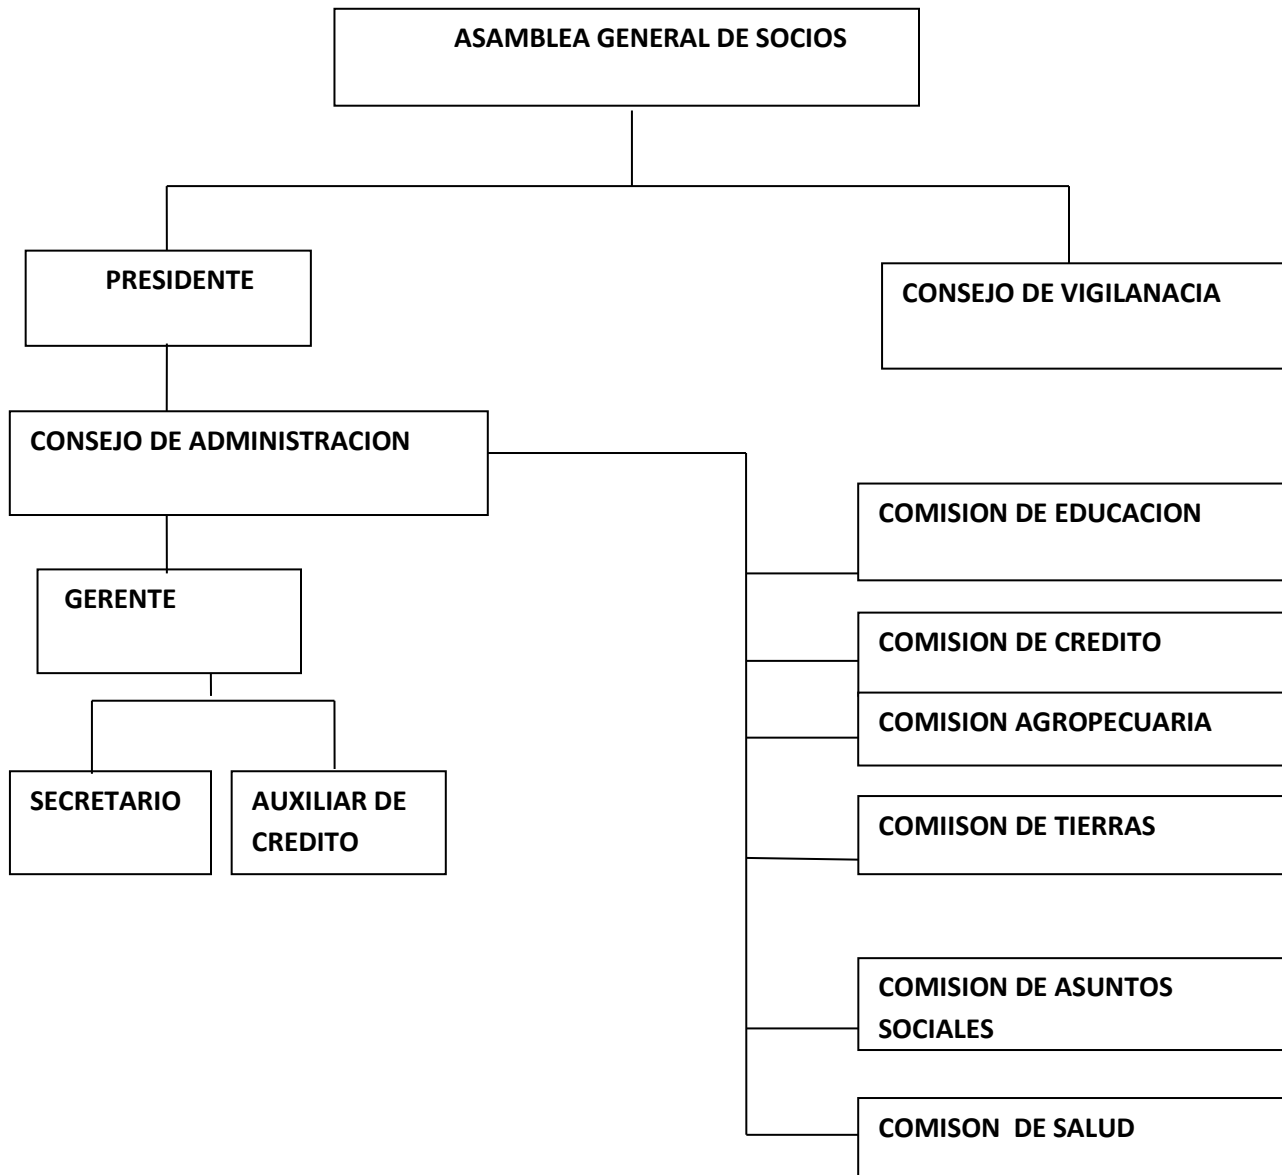 ASAMBLEA GENERAL DE SOCIOS
PRESIDENTE
CONSEJO DE VIGILANACIA
CONSEJO DE ADMINISTRACION
COMISION DE EDUCACION
GERENTE
COMISION DE CREDITO
COMISION AGROPECUARIA
SECRETARIO
AUXILIAR DE
CREDITO
COMIISON DE TIERRAS
COMISION DE ASUNTOS
SOCIALES
COMISON DE SALUD